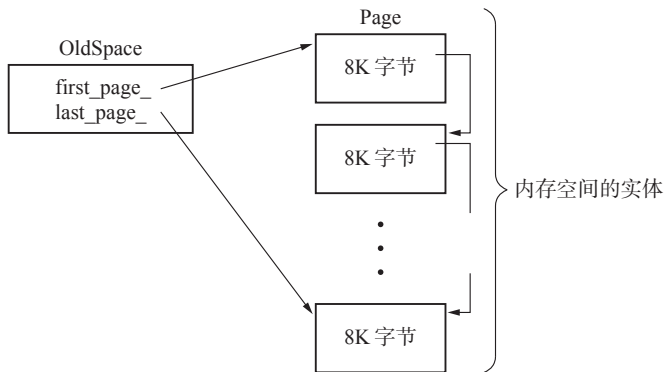 Page
OldSpace
first_page_
last_page_
8K 字节
8K 字节
8K 字节
内存空间的实体